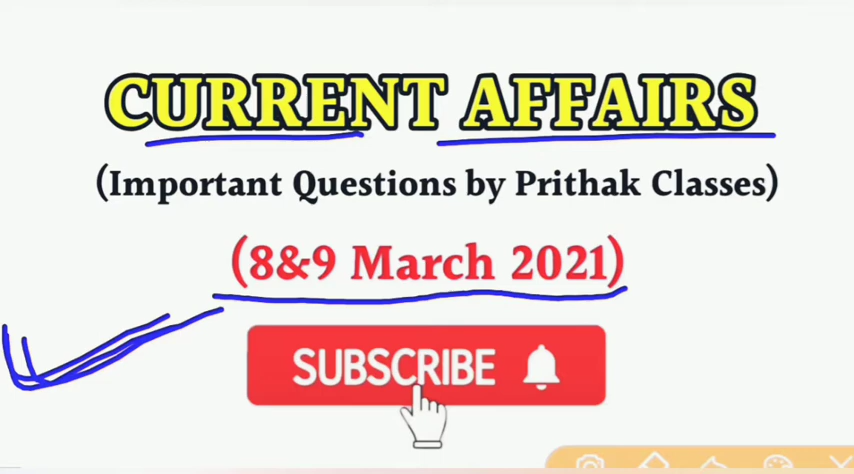 CURRENT AFFAIRS
(Important Questions by Prithak Classes)
(8&9 March 2021)
SUBSCRIBE